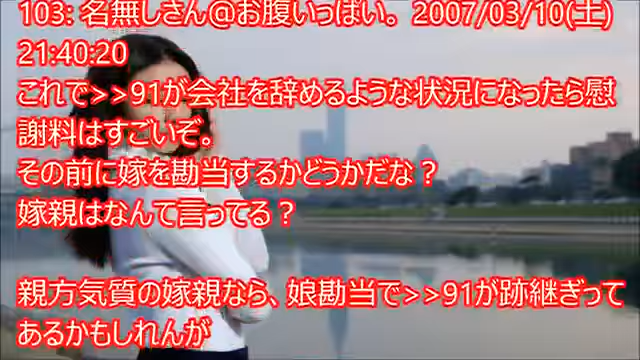 103: 名無しさん@お腹いっぱい。 2007/03/10(土)
21:40:20
これで>>91が会社を辞めるような状況になったら慰
謝料はすごいぞ。
その前に嫁を勘当するかどうかだな？
嫁親はなんて言ってる？
親方気質の嫁親なら、娘勘当で>>91が跡継ぎって
あるかもしれんが